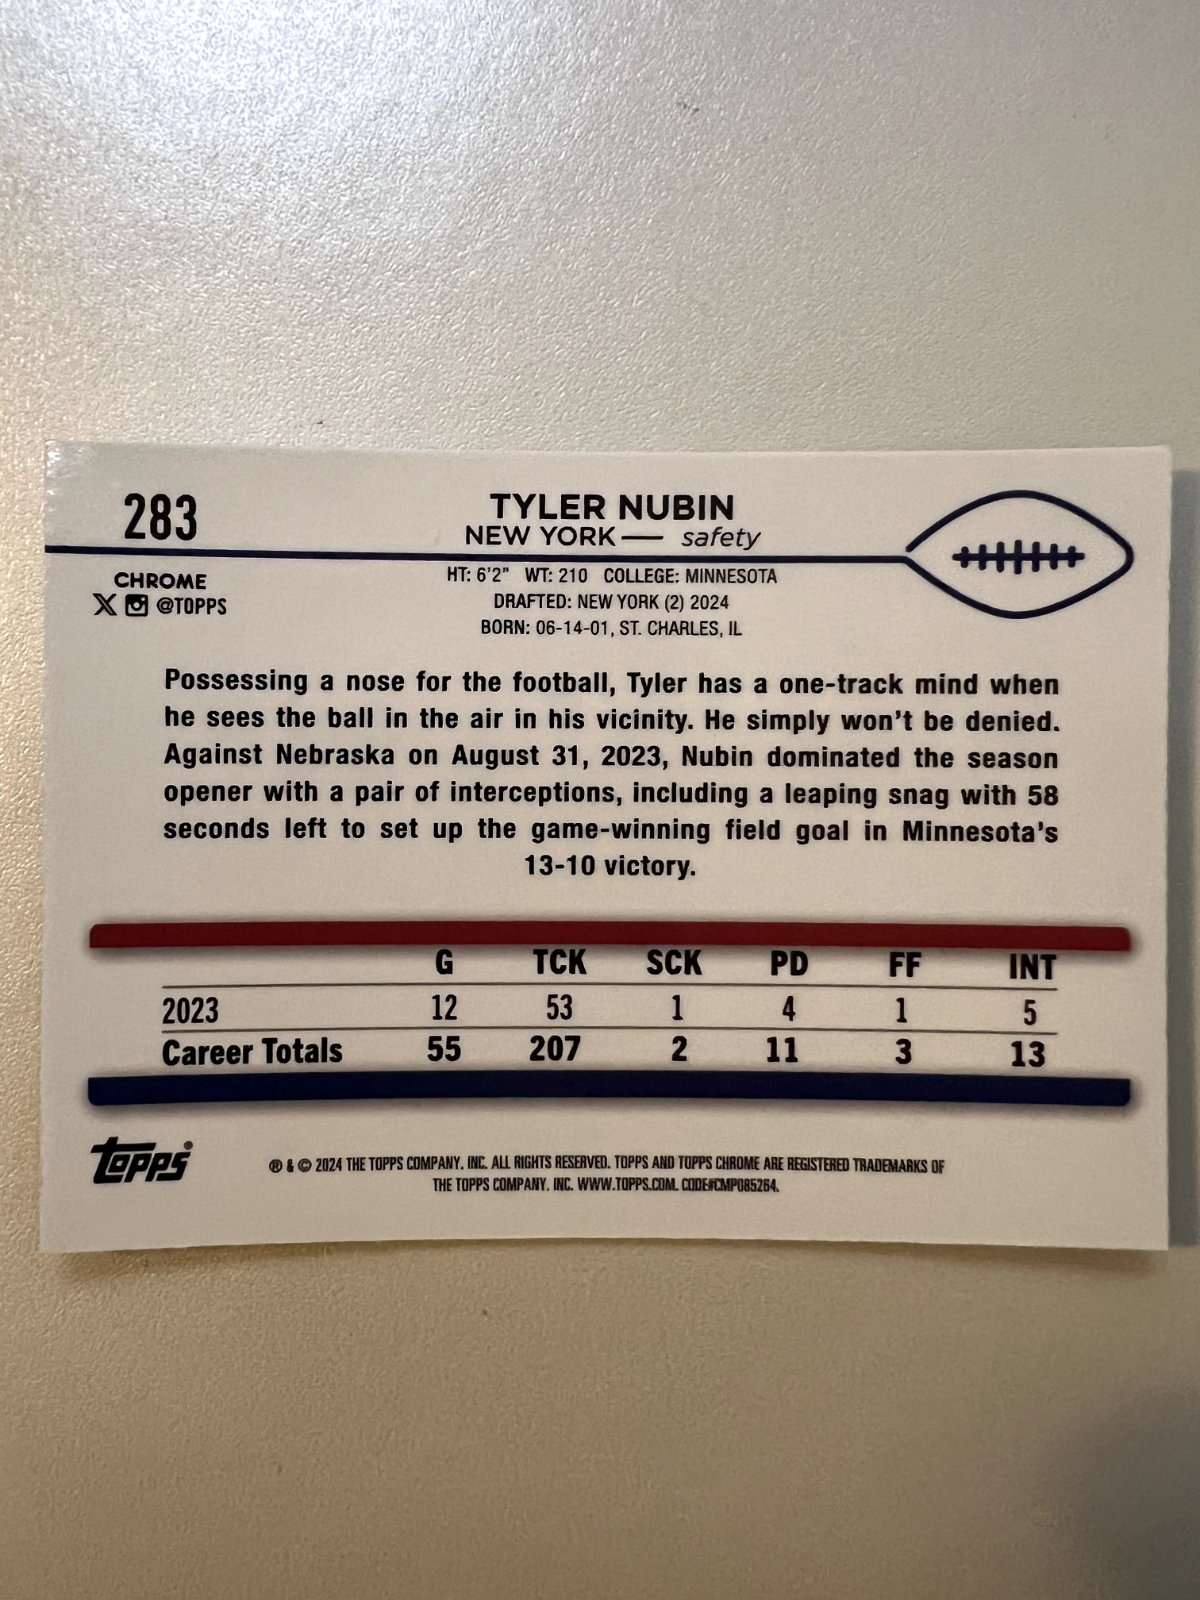 283
TYLER NUBIN
NEW YORK — safety
CHROME
X @TOPPS
HT: 6'2" WT: 210 COLLEGE: MINNESOTA
DRAFTED: NEW YORK (2) 2024
BORN: 06-14-01, ST. CHARLES, IL
Possessing a nose for the football, Tyler has a one-track mind when
he sees the ball in the air in his vicinity. He simply won't be denied.
Against Nebraska on August 31, 2023, Nubin dominated the season
opener with a pair of interceptions, including a leaping snag with 58
seconds left to set up the game-winning field goal in Minnesota's
13-10 victory.
G TCK SCK PD FF INT
2023 12 53 1 4 1 5
Career Totals 55 207 2 11 3 13
Topps®
® & © 2024 THE TOPPS COMPANY, INC. ALL RIGHTS RESERVED. TOPPS AND TOPPS CHROME ARE REGISTERED TRADEMARKS OF
THE TOPPS COMPANY, INC. WWW.TOPPS.COM. CODE#CMP085264.